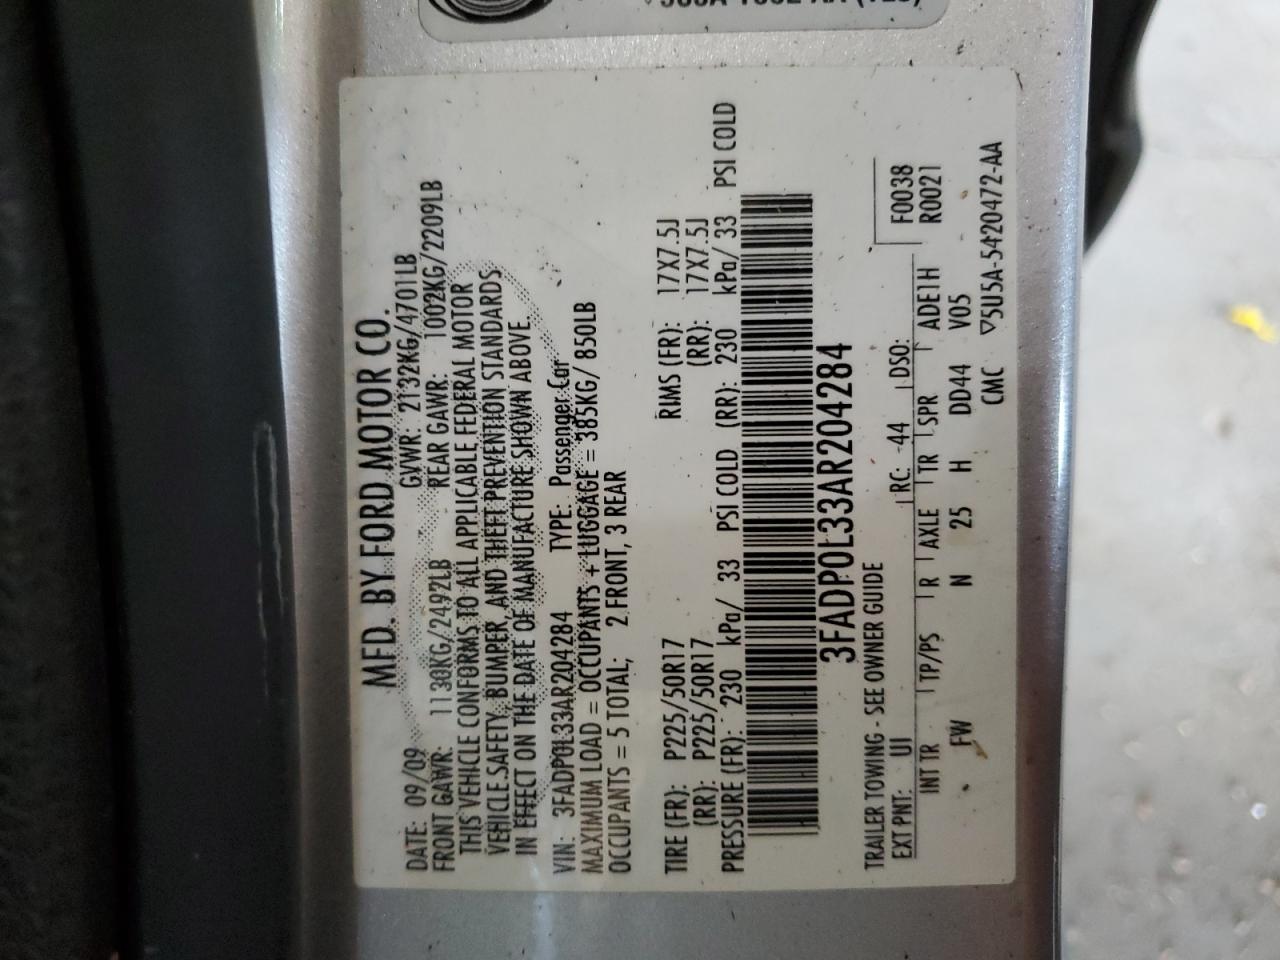 MFD. BY FORD MOTOR CO.
DATE: 09/09 GVWR: 2132KG/4701LB
FRONT GAWR: 1130KG/2492LB REAR GAWR: 1002KG/2209LB
THIS VEHICLE CONFORMS TO ALL APPLICABLE FEDERAL MOTOR
VEHICLE SAFETY, BUMPER, AND THEFT PREVENTION STANDARDS
IN EFFECT ON THE DATE OF MANUFACTURE SHOWN ABOVE.
VIN: 3FADP0L33AR204284 TYPE: Passenger Car
MAXIMUM LOAD = OCCUPANTS + LUGGAGE = 385KG/ 850LB
OCCUPANTS = 5 TOTAL; 2 FRONT, 3 REAR
TIRE (FR): P225/50R17 RIMS (FR): 17X7.5J
(RR): P225/50R17 (RR): 17X7.5J
PRESSURE (FR): 230 kPa/ 33 PSI COLD (RR): 230 kPa/ 33 PSI COLD
3FADP0L33AR204284
TRAILER TOWING - SEE OWNER GUIDE
EXT PNT: UI RC: 44 DSO: F0038
INT TR TP/PS R AXLE TR SPR ADE1H R0021
FW N 25 H DD44 V05
CMC ▽5U5A-5420472-AA